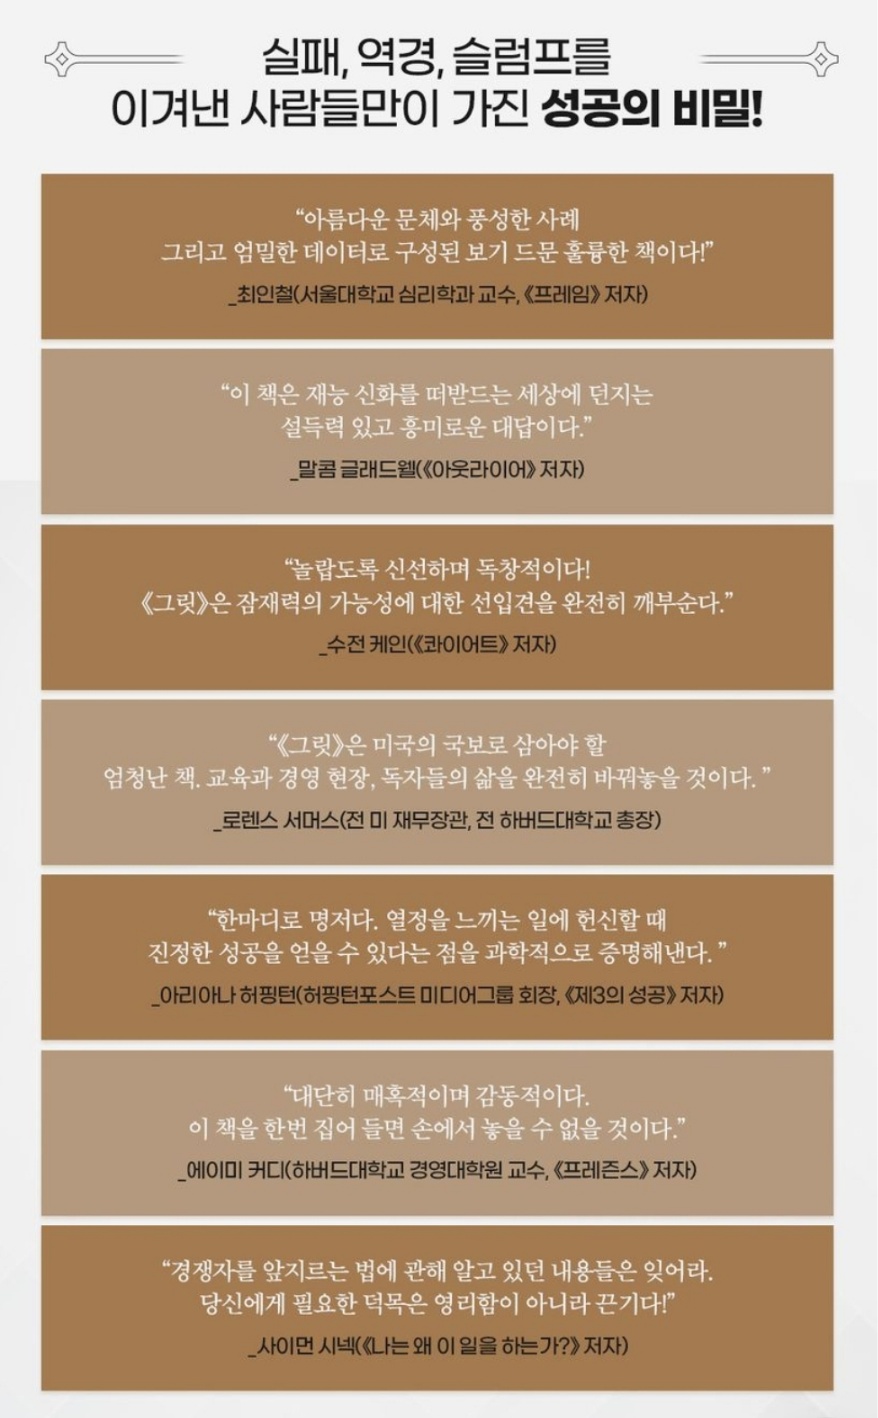 실패, 역경, 슬럼프를
이겨낸 사람들만이 가진 성공의 비밀!
“아름다운 문체와 풍성한 사례
그리고 엄밀한 데이터로 구성된 보기 드문 훌륭한 책이다!”
_최인철(서울대학교 심리학과 교수, 《프레임》 저자)
“이 책은 재능 신화를 떠받드는 세상에 던지는
설득력 있고 흥미로운 대답이다.”
_말콤 글래드웰(《아웃라이어》 저자)
“놀랍도록 신선하며 독창적이다!
《그릿》은 잠재력의 가능성에 대한 선입견을 완전히 깨부순다.”
_수전 케인(《콰이어트》 저자)
“《그릿》은 미국의 국보로 삼아야 할
엄청난 책. 교육과 경영 현장, 독자들의 삶을 완전히 바꿔놓을 것이다. ”
_로렌스 서머스(전 미 재무장관, 전 하버드대학교 총장)
“한마디로 명저다. 열정을 느끼는 일에 헌신할 때
진정한 성공을 얻을 수 있다는 점을 과학적으로 증명해낸다. ”
_아리아나 허핑턴(허핑턴포스트 미디어그룹 회장, 《제3의 성공》 저자)
“대단히 매혹적이며 감동적이다.
이 책을 한번 집어 들면 손에서 놓을 수 없을 것이다.”
_에이미 커디(하버드대학교 경영대학원 교수, 《프레즌스》 저자)
“경쟁자를 앞지르는 법에 관해 알고 있던 내용들은 잊어라.
당신에게 필요한 덕목은 영리함이 아니라 끈기다!”
_사이먼 시넥(《나는 왜 이 일을 하는가?》 저자)